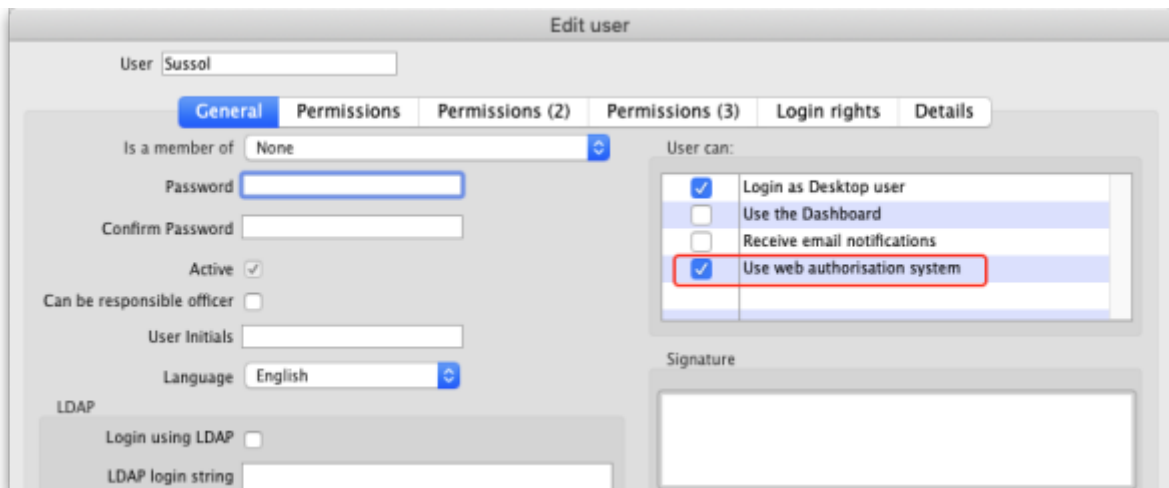 Edit user
User Sussol
General Permissions Permissions (2) Permissions (3) Login rights Details
Is a member of None
Password
Confirm Password
Active
Can be responsible officer
User Initials
Language English
LDAP
Login using LDAP
LDAP login string
User can:
Login as Desktop user
Use the Dashboard
Receive email notifications
Use web authorisation system
Signature